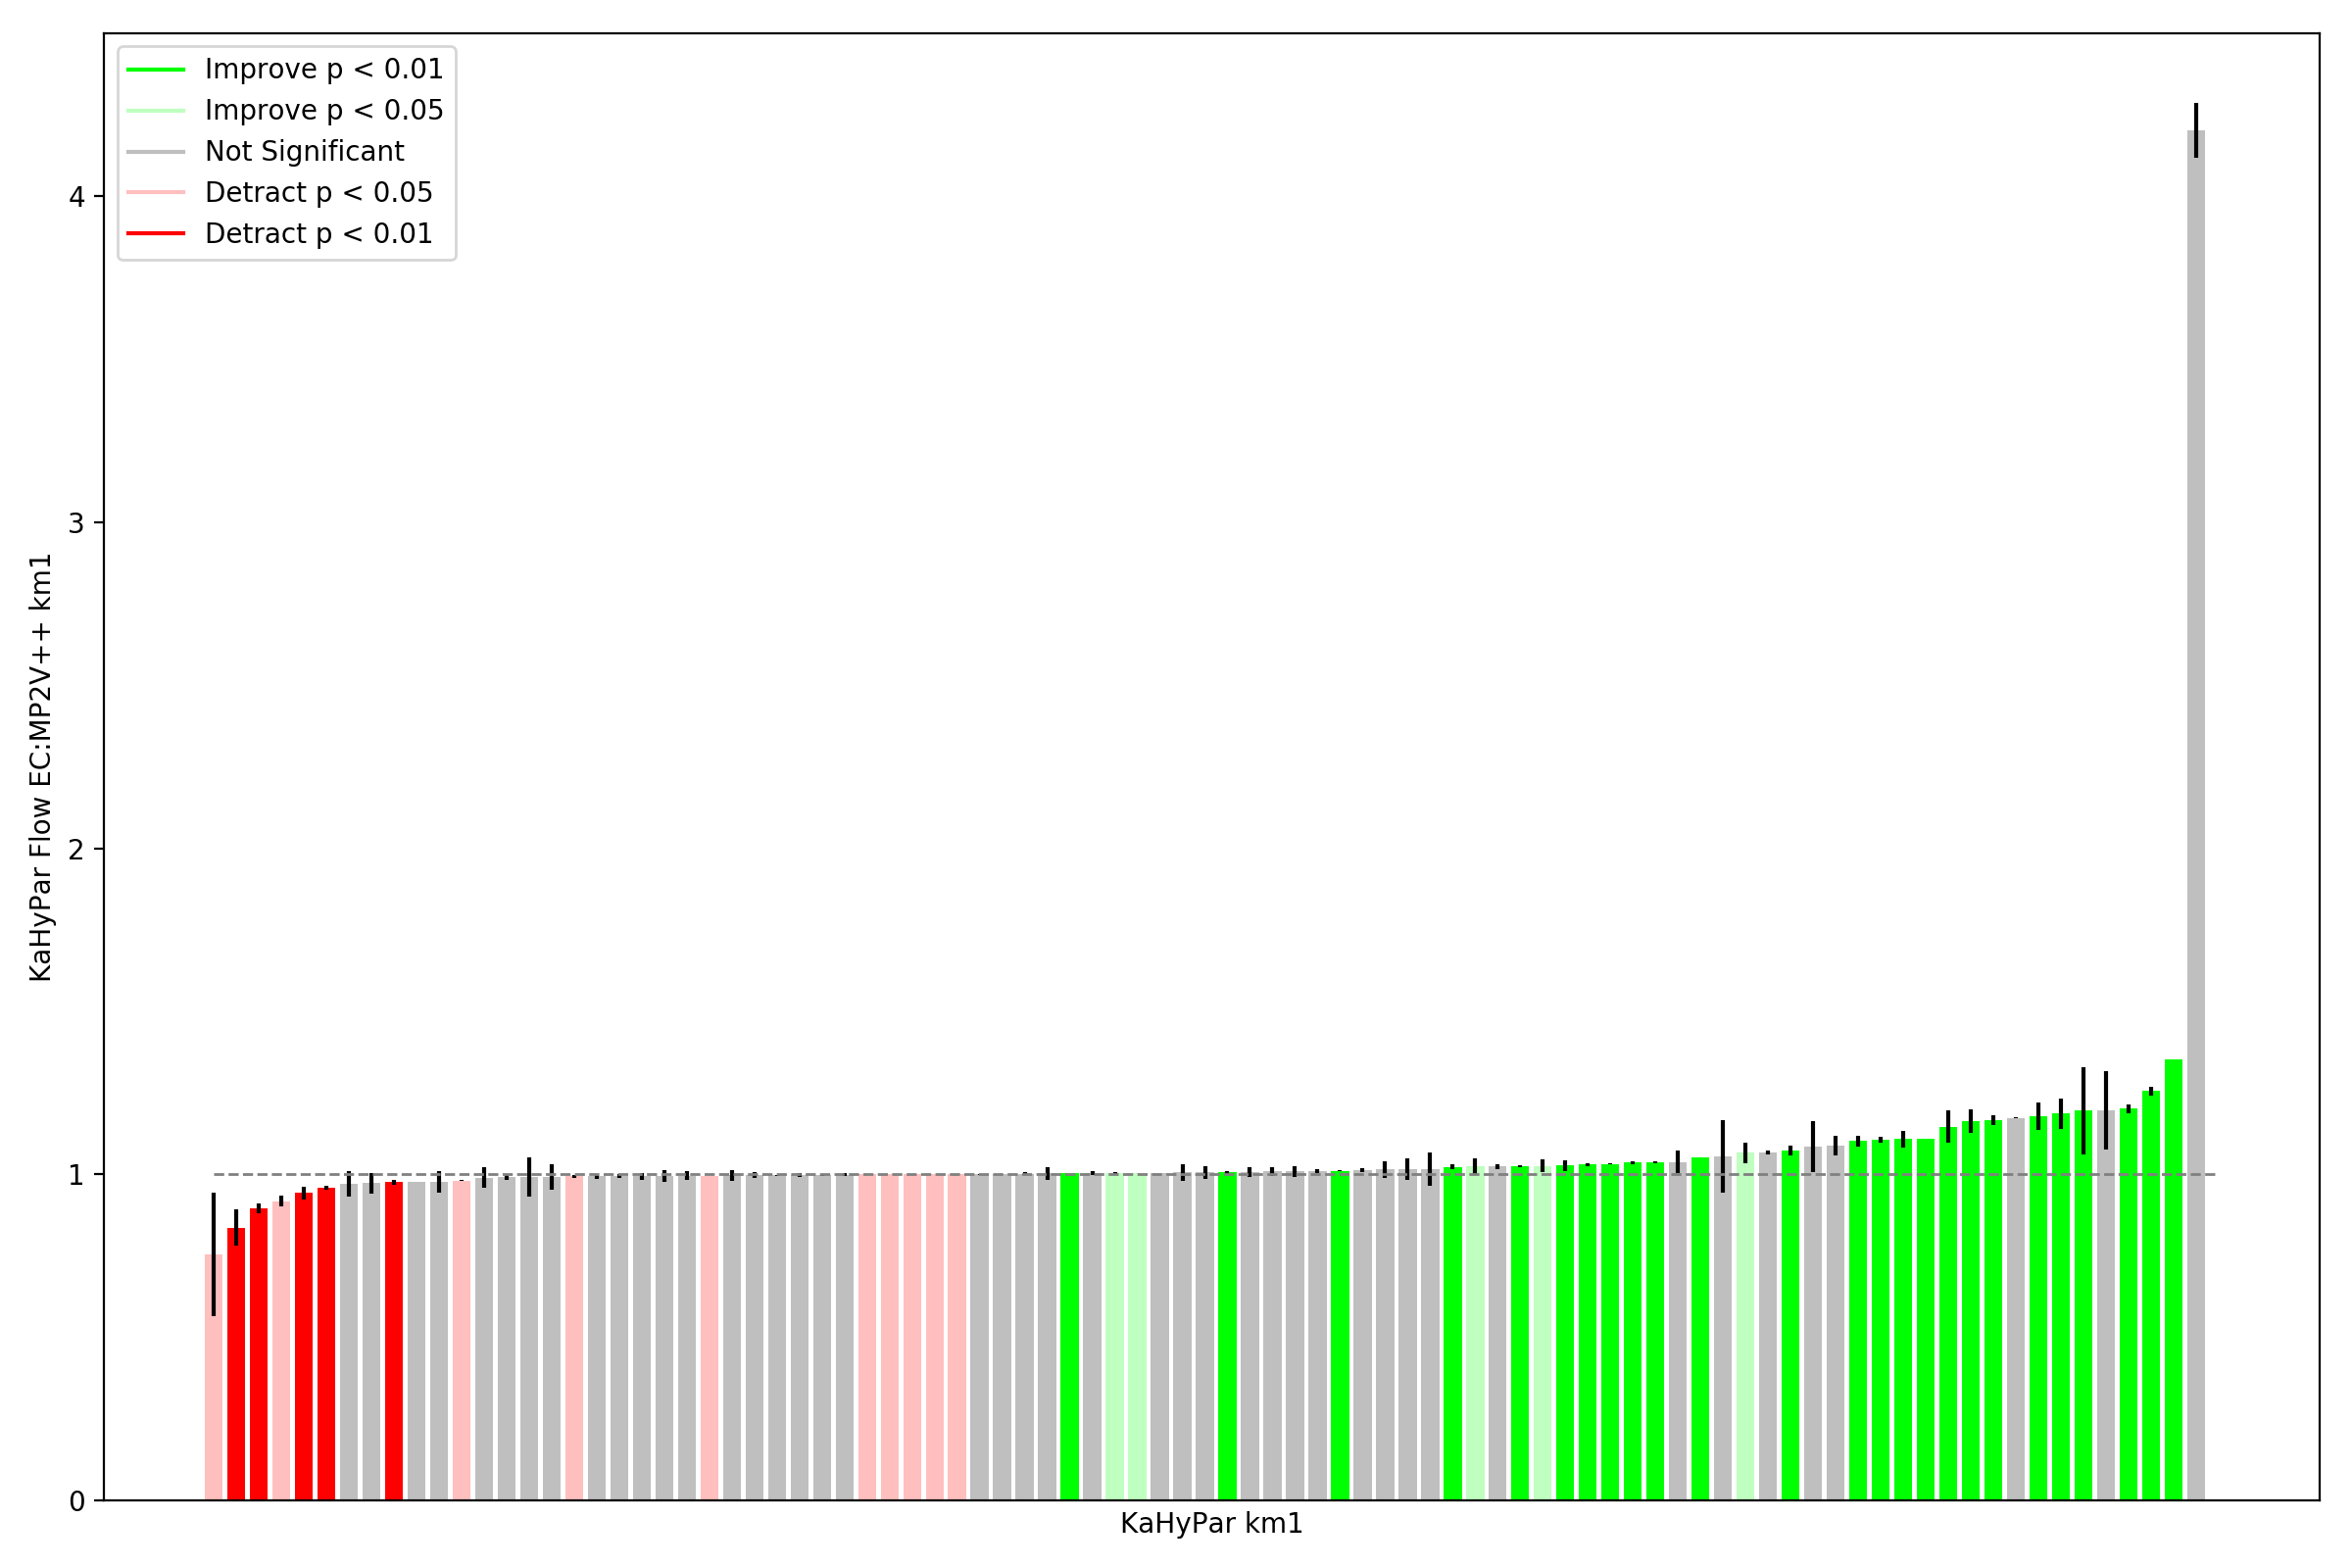 Improve p < 0.01
Improve p < 0.05
Not Significant
Detract p < 0.05
Detract p < 0.01
4
3
2
1
0
KaHyPar Flow EC:MP2V++ km1
KaHyPar km1